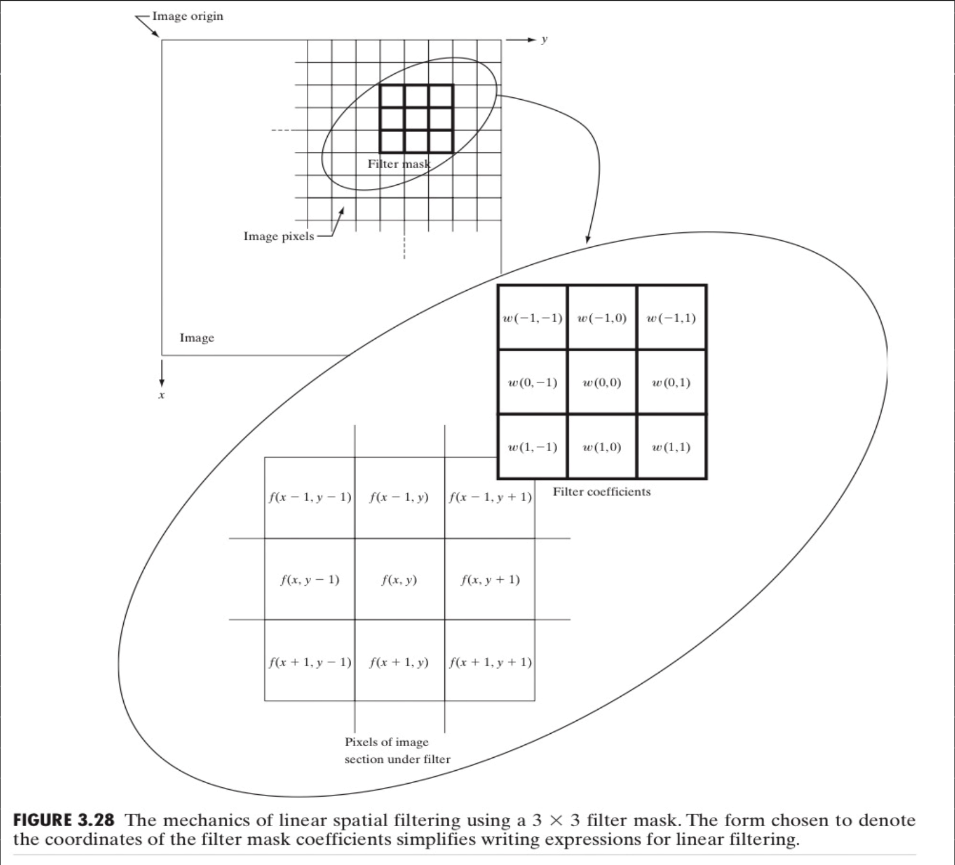 Image origin
y
Filter mask
Image pixels
Image
x
w(−1,−1) w(−1,0) w(−1,1)
w(0,−1) w(0,0) w(0,1)
w(1,−1) w(1,0) w(1,1)
Filter coefficients
f(x − 1, y − 1) f(x − 1, y) f(x − 1, y + 1)
f(x, y − 1) f(x, y) f(x, y + 1)
f(x + 1, y − 1) f(x + 1, y) f(x + 1, y + 1)
Pixels of image
section under filter
FIGURE 3.28 The mechanics of linear spatial filtering using a 3 × 3 filter mask. The form chosen to denote
the coordinates of the filter mask coefficients simplifies writing expressions for linear filtering.